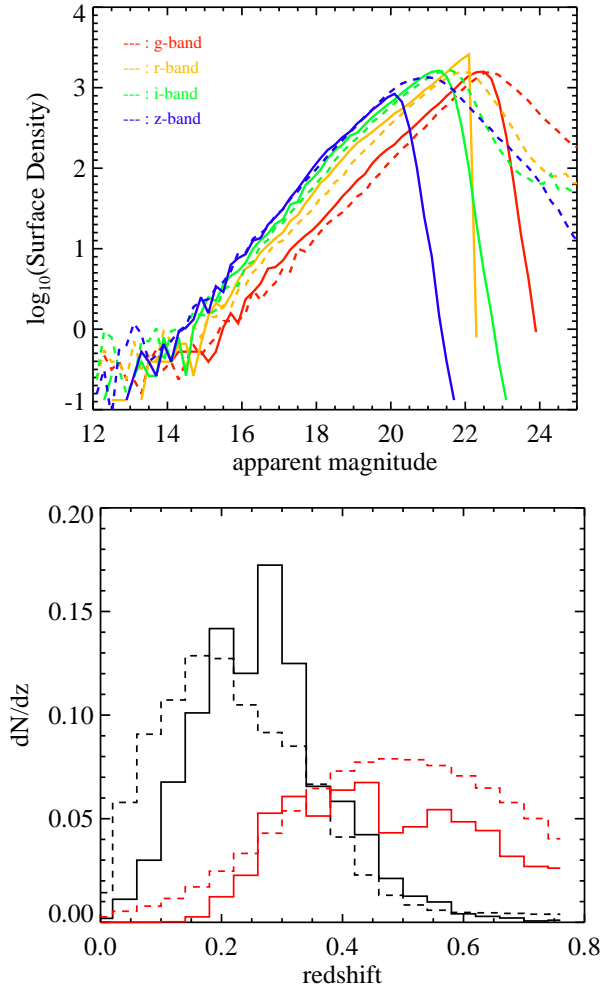 4
3
2
1
0
-1
log10(Surface Density)
--- : g-band
--- : r-band
--- : i-band
--- : z-band
12 14 16 18 20 22 24
apparent magnitude
0.20
0.15
0.10
0.05
0.00
dN/dz
0.0 0.2 0.4 0.6 0.8
redshift